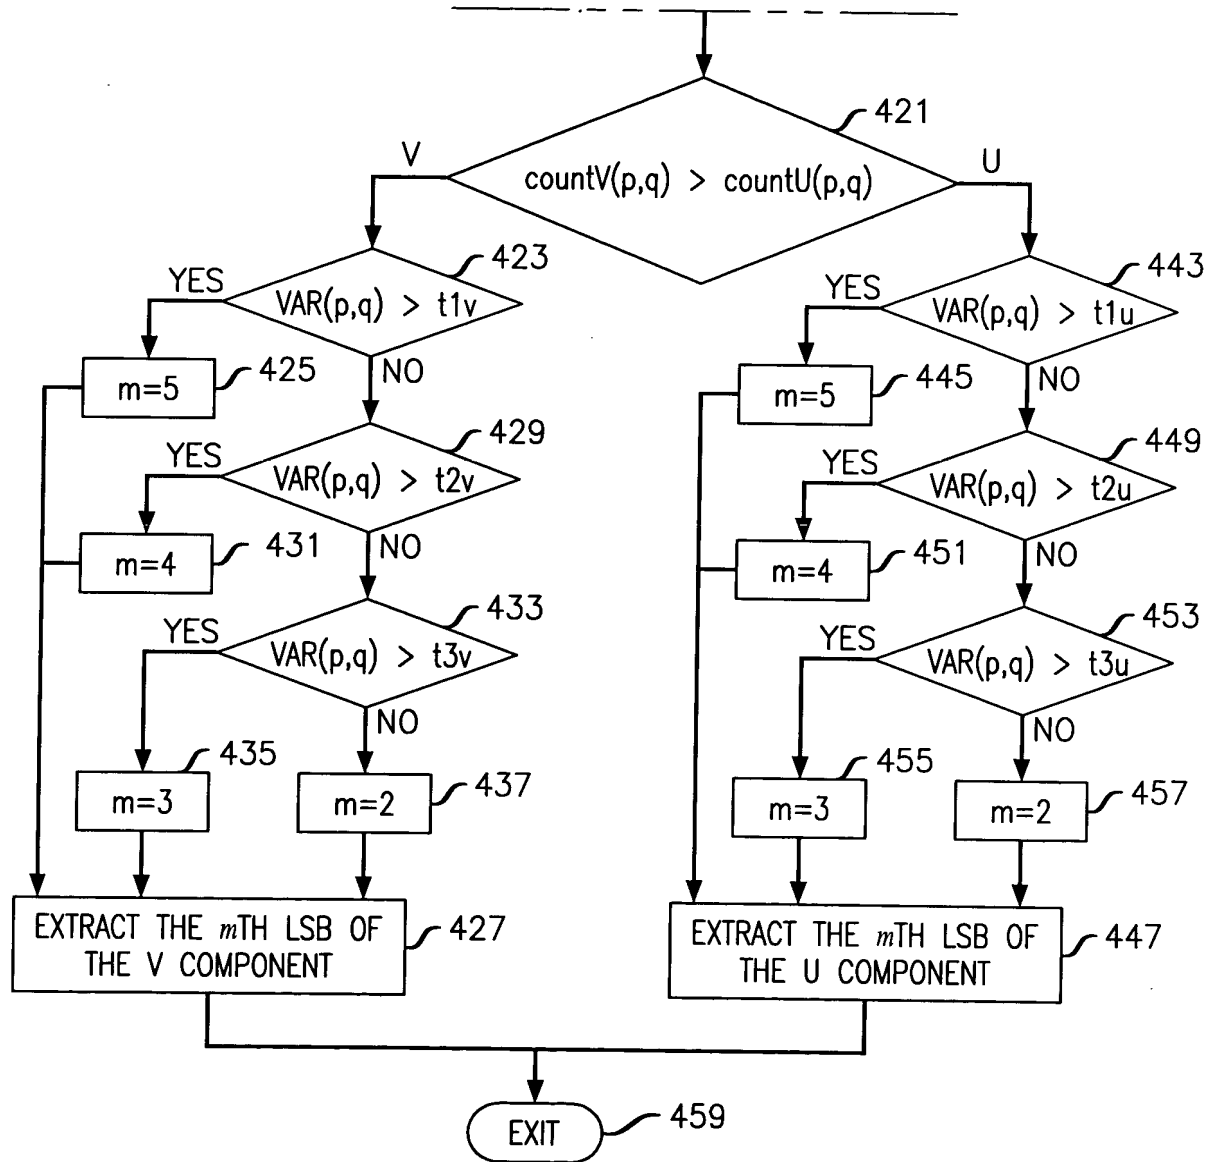 421
V
U
countV(p,q) > countU(p,q)
423
YES
VAR(p,q) > t1v
NO
425
m=5
429
YES
VAR(p,q) > t2v
NO
431
m=4
433
YES
VAR(p,q) > t3v
NO
435
m=3
437
m=2
EXTRACT THE mTH LSB OF
THE V COMPONENT
427
443
YES
VAR(p,q) > t1u
NO
445
m=5
449
YES
VAR(p,q) > t2u
NO
451
m=4
453
YES
VAR(p,q) > t3u
NO
455
m=3
457
m=2
EXTRACT THE mTH LSB OF
THE U COMPONENT
447
EXIT
459